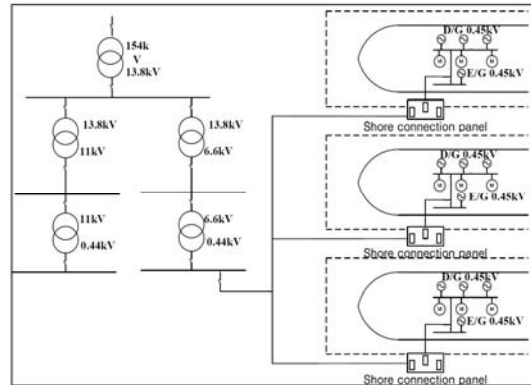 154k
V
13.8kV
13.8kV
11kV
13.8kV
6.6kV
11kV
0.44kV
6.6kV
0.44kV
D/G 0.45kV
M
M
M
E/G 0.45kV
Shore connection panel
D/G 0.45kV
M
M
M
E/G 0.45kV
Shore connection panel
D/G 0.45kV
M
M
M
E/G 0.45kV
Shore connection panel